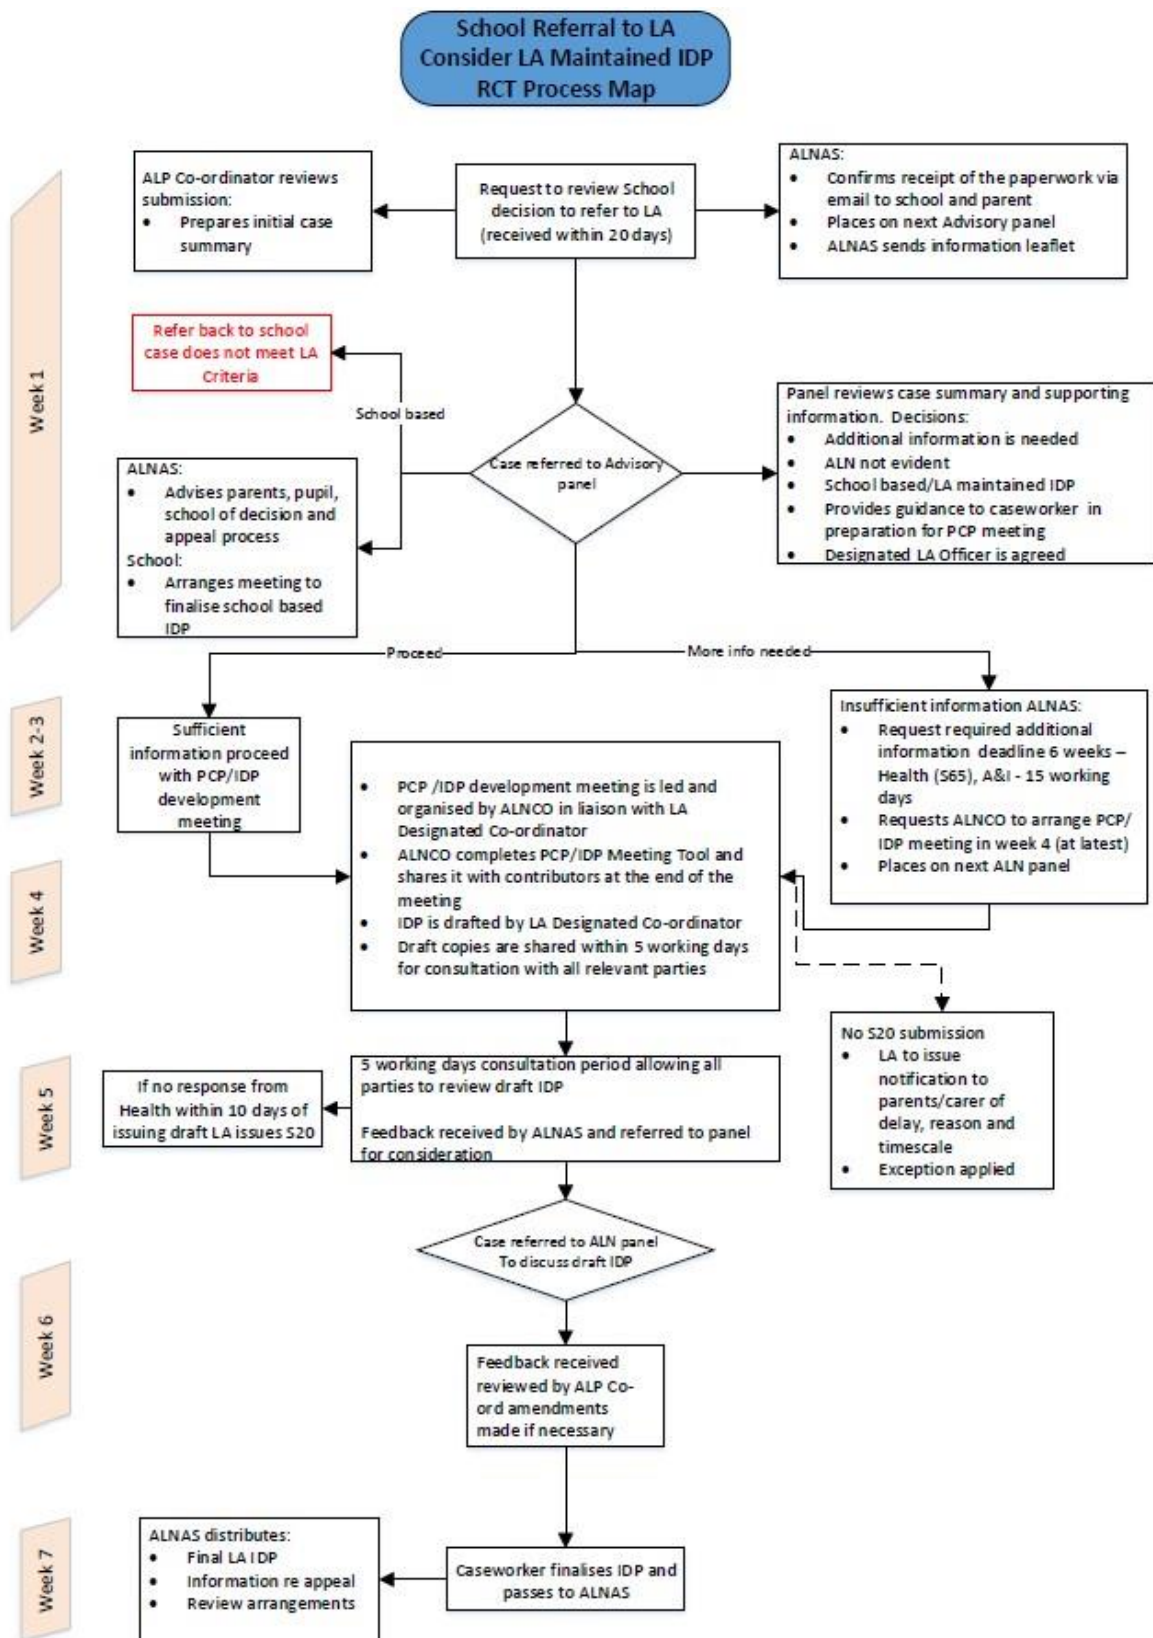 School Referral to LA
Consider LA Maintained IDP
RCT Process Map
Week 1
ALP Co-ordinator reviews
submission:
• Prepares initial case
summary
Request to review School
decision to refer to LA
(received within 20 days)
ALNAS:
• Confirms receipt of the paperwork via
email to school and parent
• Places on next Advisory panel
• ALNAS sends information leaflet
Refer back to school
case does not meet LA
Criteria
School based
Case referred to Advisory
panel
Panel reviews case summary and supporting
information. Decisions:
• Additional information is needed
• ALN not evident
• School based/LA maintained IDP
• Provides guidance to caseworker in
preparation for PCP meeting
• Designated LA Officer is agreed
ALNAS:
• Advises parents, pupil,
school of decision and
appeal process
School:
• Arranges meeting to
finalise school based
IDP
Proceed
More info needed
Week 2-3
Sufficient
information proceed
with PCP/IDP
development
meeting
Insufficient information ALNAS:
• Request required additional
information deadline 6 weeks –
Health (S65), A&I - 15 working
days
• Requests ALNCO to arrange PCP/
IDP meeting in week 4 (at latest)
• Places on next ALN panel
Week 4
• PCP /IDP development meeting is led and
organised by ALNCO in liaison with LA
Designated Co-ordinator
• ALNCO completes PCP/IDP Meeting Tool and
shares it with contributors at the end of the
meeting
• IDP is drafted by LA Designated Co-ordinator
• Draft copies are shared within 5 working days
for consultation with all relevant parties
No S20 submission
• LA to issue
notification to
parents/carer of
delay, reason and
timescale
• Exception applied
Week 5
If no response from
Health within 10 days of
issuing draft LA issues S20
5 working days consultation period allowing all
parties to review draft IDP
Feedback received by ALNAS and referred to panel
for consideration
Case referred to ALN panel
To discuss draft IDP
Week 6
Feedback received
reviewed by ALP Co-
ord amendments
made if necessary
Week 7
ALNAS distributes:
• Final LA IDP
• Information re appeal
• Review arrangements
Caseworker finalises IDP and
passes to ALNAS